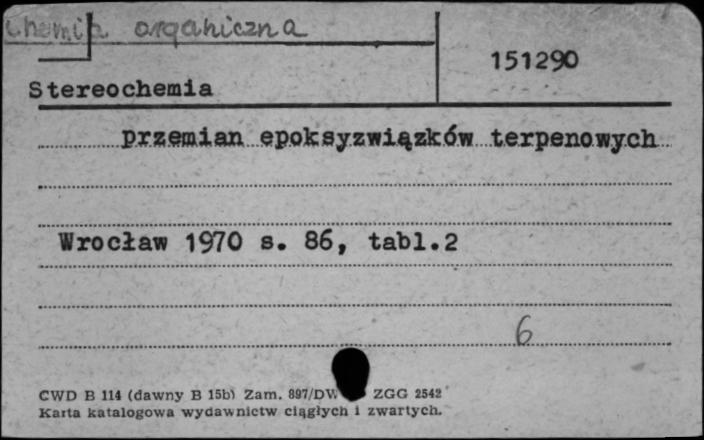 chemia organiczna
151290
Stereochemia
przemian epoksyzwiązków terpenowych
Wrocław 1970 s. 86, tabl.2
6
CWD B 114 (dawny B 15b) Zam. 897/DW ZGG 2542
Karta katalogowa wydawnictw ciągłych i zwartych.